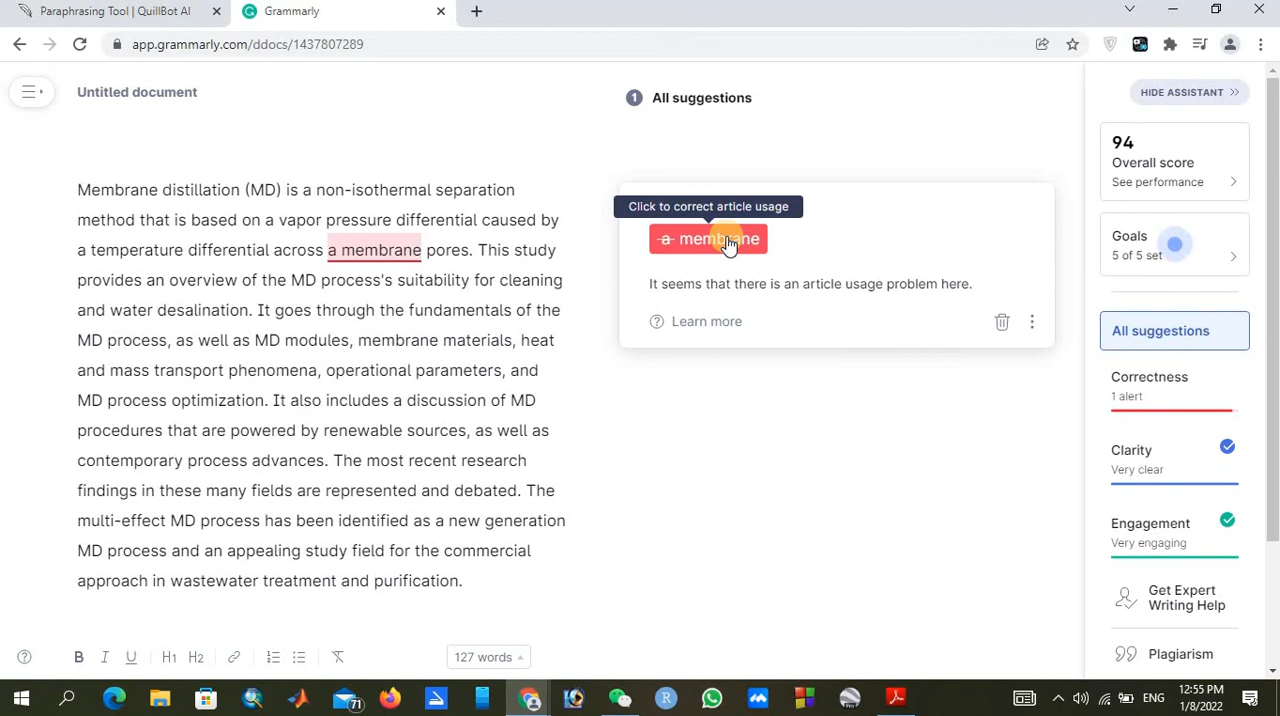 Paraphrasing Tool | QuillBot AI
Grammarly
app.grammarly.com/ddocs/1437807289
Untitled document
1 All suggestions
HIDE ASSISTANT
94
Overall score
See performance
Goals
5 of 5 set
All suggestions
Correctness
1 alert
Clarity
Very clear
Engagement
Very engaging
Get Expert
Writing Help
Plagiarism
Membrane distillation (MD) is a non-isothermal separation
method that is based on a vapor pressure differential caused by
a temperature differential across a membrane pores. This study
provides an overview of the MD process's suitability for cleaning
and water desalination. It goes through the fundamentals of the
MD process, as well as MD modules, membrane materials, heat
and mass transport phenomena, operational parameters, and
MD process optimization. It also includes a discussion of MD
procedures that are powered by renewable sources, as well as
contemporary process advances. The most recent research
findings in these many fields are represented and debated. The
multi-effect MD process has been identified as a new generation
MD process and an appealing study field for the commercial
approach in wastewater treatment and purification.
Click to correct article usage
a membrane
It seems that there is an article usage problem here.
Learn more
B I U H1 H2
127 words
71
R
ENG
12:55 PM
1/8/2022